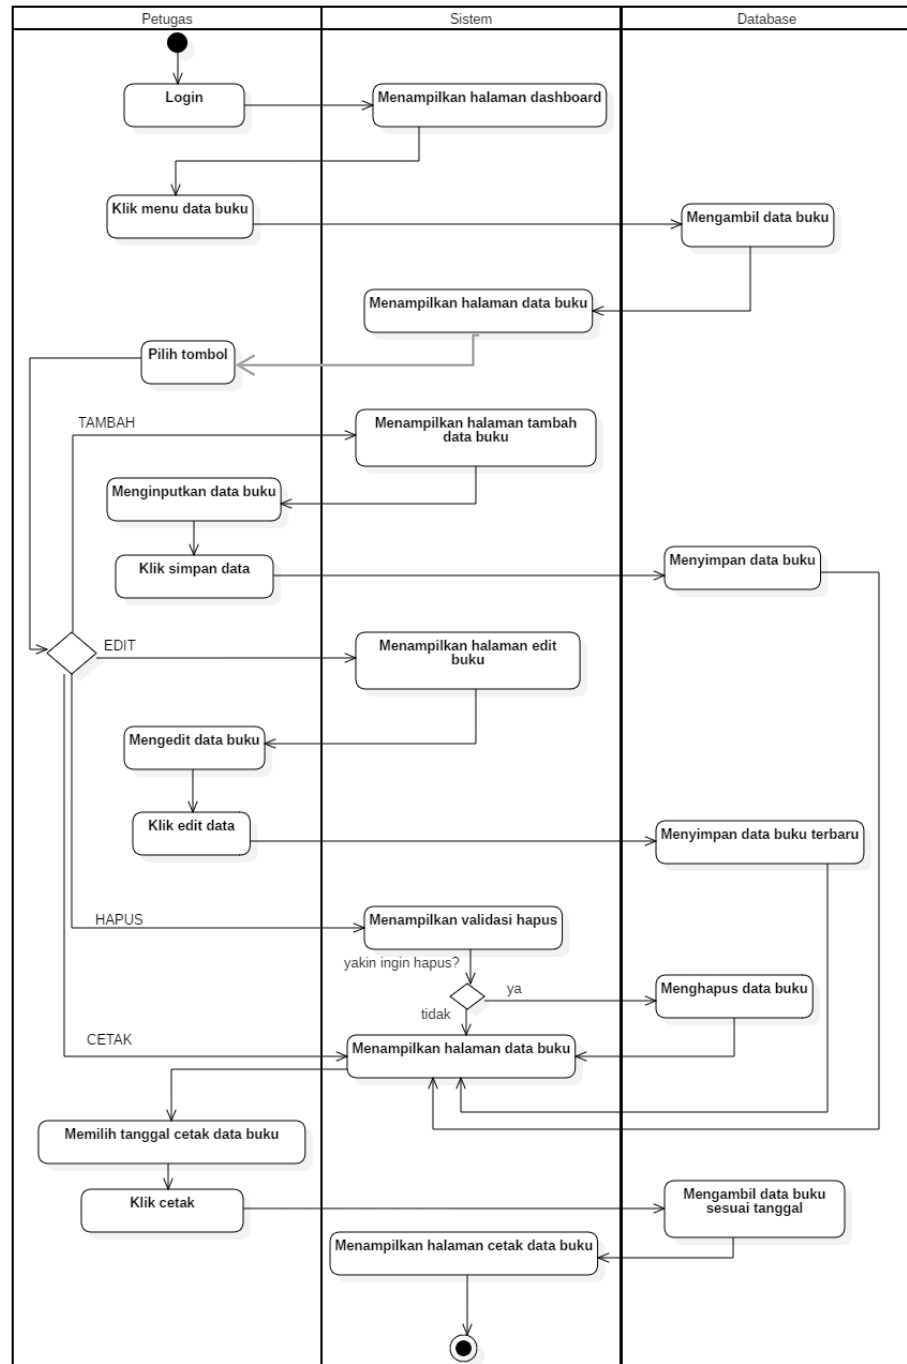 Petugas
Sistem
Database
Login
Menampilkan halaman dashboard
Klik menu data buku
Mengambil data buku
Menampilkan halaman data buku
Pilih tombol
TAMBAH
Menampilkan halaman tambah
data buku
Menginputkan data buku
Klik simpan data
Menyimpan data buku
EDIT
Menampilkan halaman edit
buku
Mengedit data buku
Klik edit data
Menyimpan data buku terbaru
HAPUS
Menampilkan validasi hapus
yakin ingin hapus?
ya
Menghapus data buku
tidak
CETAK
Menampilkan halaman data buku
Memilih tanggal cetak data buku
Klik cetak
Mengambil data buku
sesuai tanggal
Menampilkan halaman cetak data buku